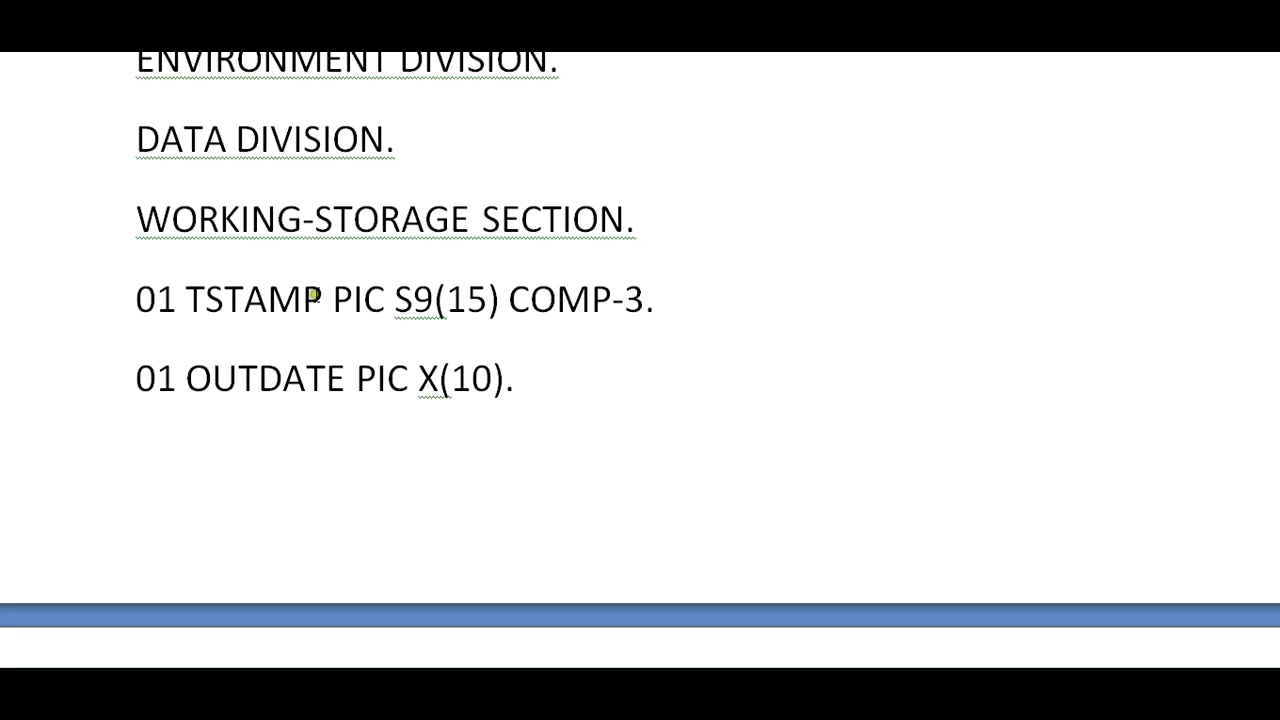 ENVIRONMENT DIVISION.
DATA DIVISION.
WORKING-STORAGE SECTION.
01 TSTAMP PIC S9(15) COMP-3.
01 OUTDATE PIC X(10).